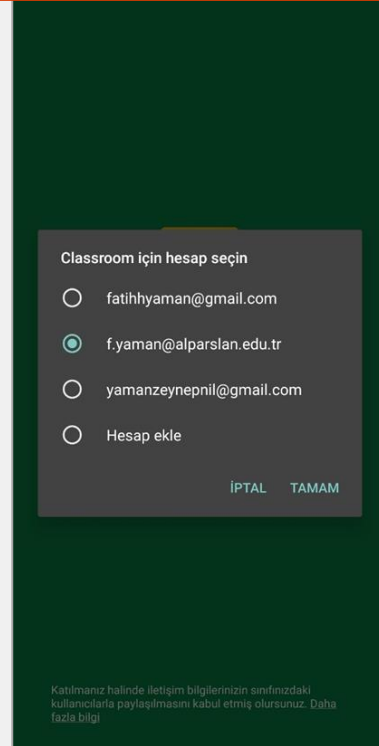 Classroom için hesap seçin
fatihhyaman@gmail.com
f.yaman@alparslan.edu.tr
yamanzeynepnil@gmail.com
Hesap ekle
İPTAL TAMAM
Katılmanız halinde iletişim bilgilerinizin sınıfınızdaki
kullanıcılarla paylaşılmasını kabul etmiş olursunuz. Daha
fazla bilgi